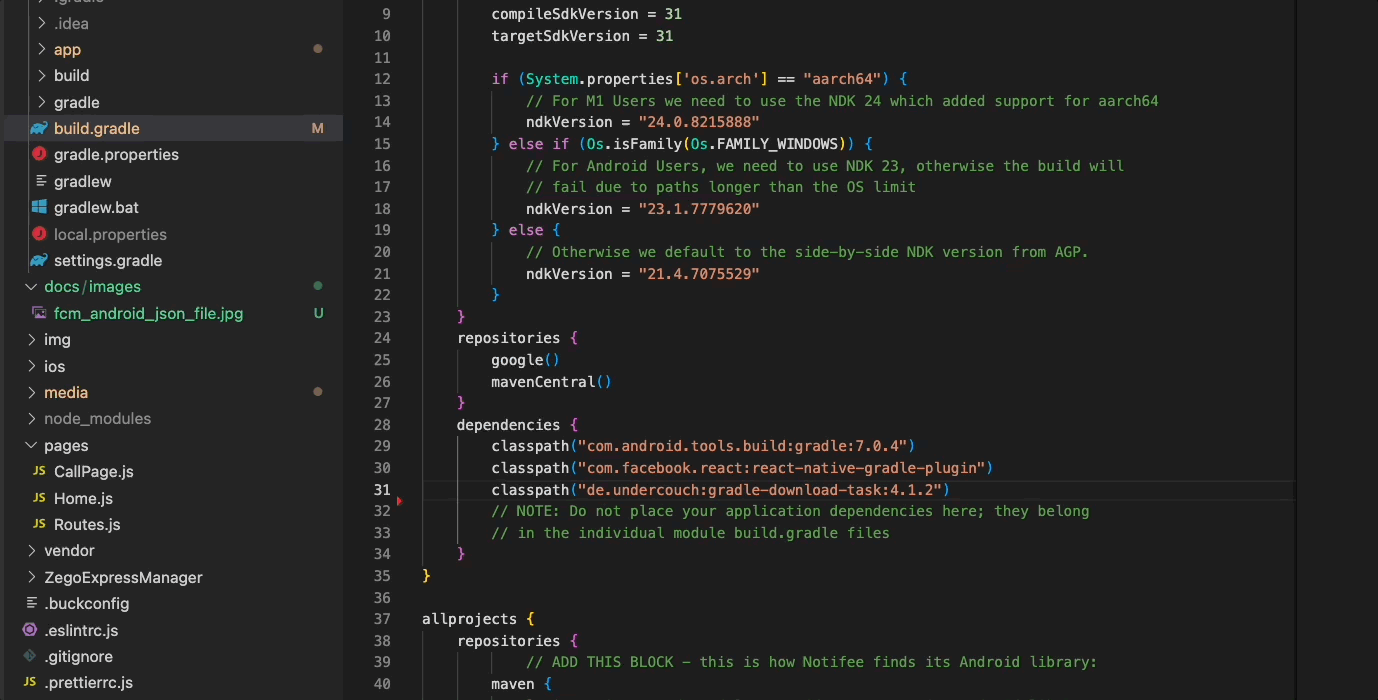 .idea
app
build
gradle
build.gradle M
gradle.properties
gradlew
gradlew.bat
local.properties
settings.gradle
docs/images
fcm_android_json_file.jpg U
img
ios
media
node_modules
pages
JS CallPage.js
JS Home.js
JS Routes.js
vendor
ZegoExpressManager
.buckconfig
.eslintrc.js
.gitignore
JS .prettierrc.js
9 compileSdkVersion = 31
10 targetSdkVersion = 31
11
12 if (System.properties['os.arch'] == "aarch64") {
13 // For M1 Users we need to use the NDK 24 which added support for aarch64
14 ndkVersion = "24.0.8215888"
15 } else if (Os.isFamily(Os.FAMILY_WINDOWS)) {
16 // For Android Users, we need to use NDK 23, otherwise the build will
17 // fail due to paths longer than the OS limit
18 ndkVersion = "23.1.7779620"
19 } else {
20 // Otherwise we default to the side-by-side NDK version from AGP.
21 ndkVersion = "21.4.7075529"
22 }
23 }
24 repositories {
25 google()
26 mavenCentral()
27 }
28 dependencies {
29 classpath("com.android.tools.build:gradle:7.0.4")
30 classpath("com.facebook.react:react-native-gradle-plugin")
31 classpath("de.undercouch:gradle-download-task:4.1.2")
32 // NOTE: Do not place your application dependencies here; they belong
33 // in the individual module build.gradle files
34 }
35 }
36
37 allprojects {
38 repositories {
39 // ADD THIS BLOCK - this is how Notifee finds its Android library:
40 maven {